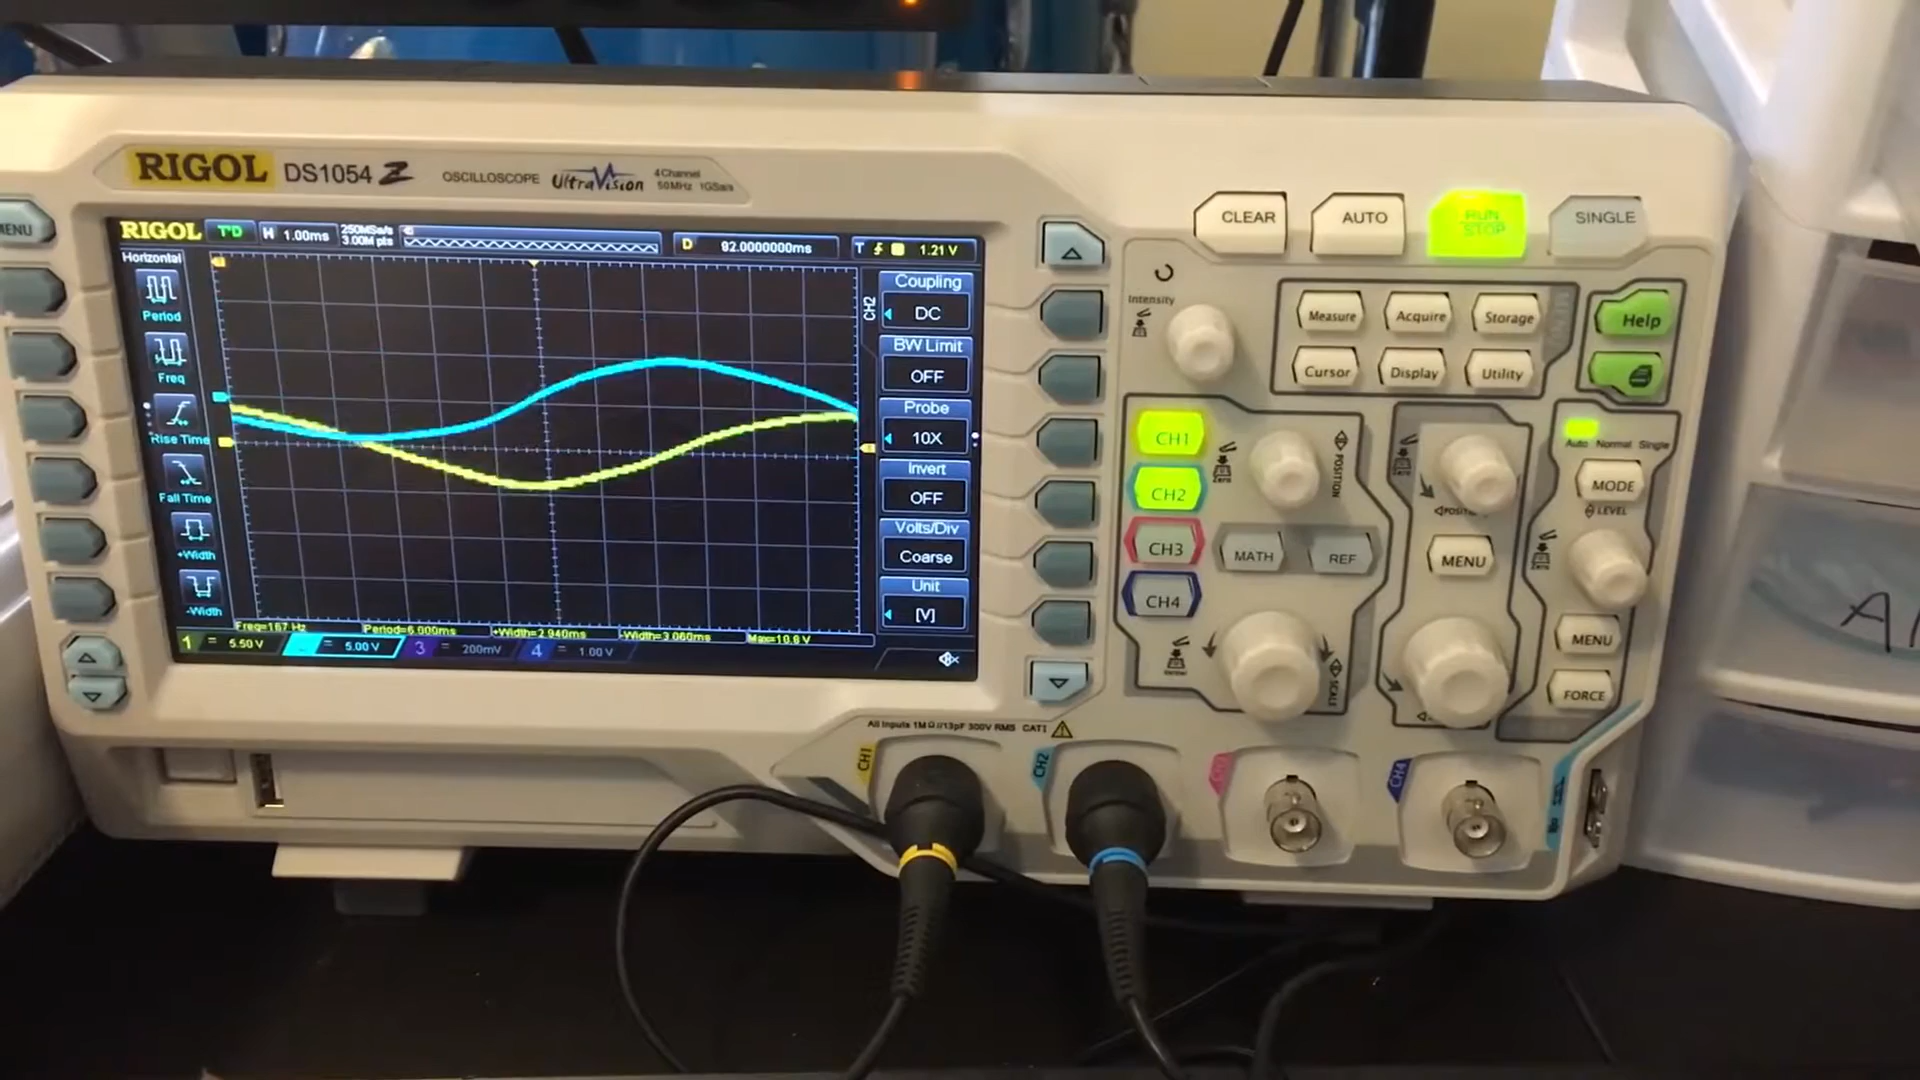 RIGOL DS1054 Z OSCILLOSCOPE UltraVision 4 Channel 50MHz 1GSa/s
MENU
RIGOL T'D H 1.00ms 250MSa/s 3.00M pts D 92.0000000ms T 1.21 V
Horizontal
Period
Freq
Rise Time
Fall Time
+Width
-Width
CH2
Coupling
DC
BW Limit
OFF
Probe
10X
Invert
OFF
Volts/Div
Coarse
Unit
[V]
Freq=167 Hz Period=6.000ms +Width=2.940ms -Width=3.060ms Max=10.8 V
1 = 5.50 V = 5.00 V 3 200mV 4 = 1.00 V
CLEAR AUTO RUN STOP SINGLE
Intensity
Measure Acquire Storage Help
Cursor Display Utility
CH1
CH2
CH3
CH4
POSITION
MATH REF
SCALE
MENU
Auto Normal Single
MODE
LEVEL
MENU
FORCE
All Inputs 1MΩ//13pF 300V RMS CAT I
CH1 CH2 CH3 CH4